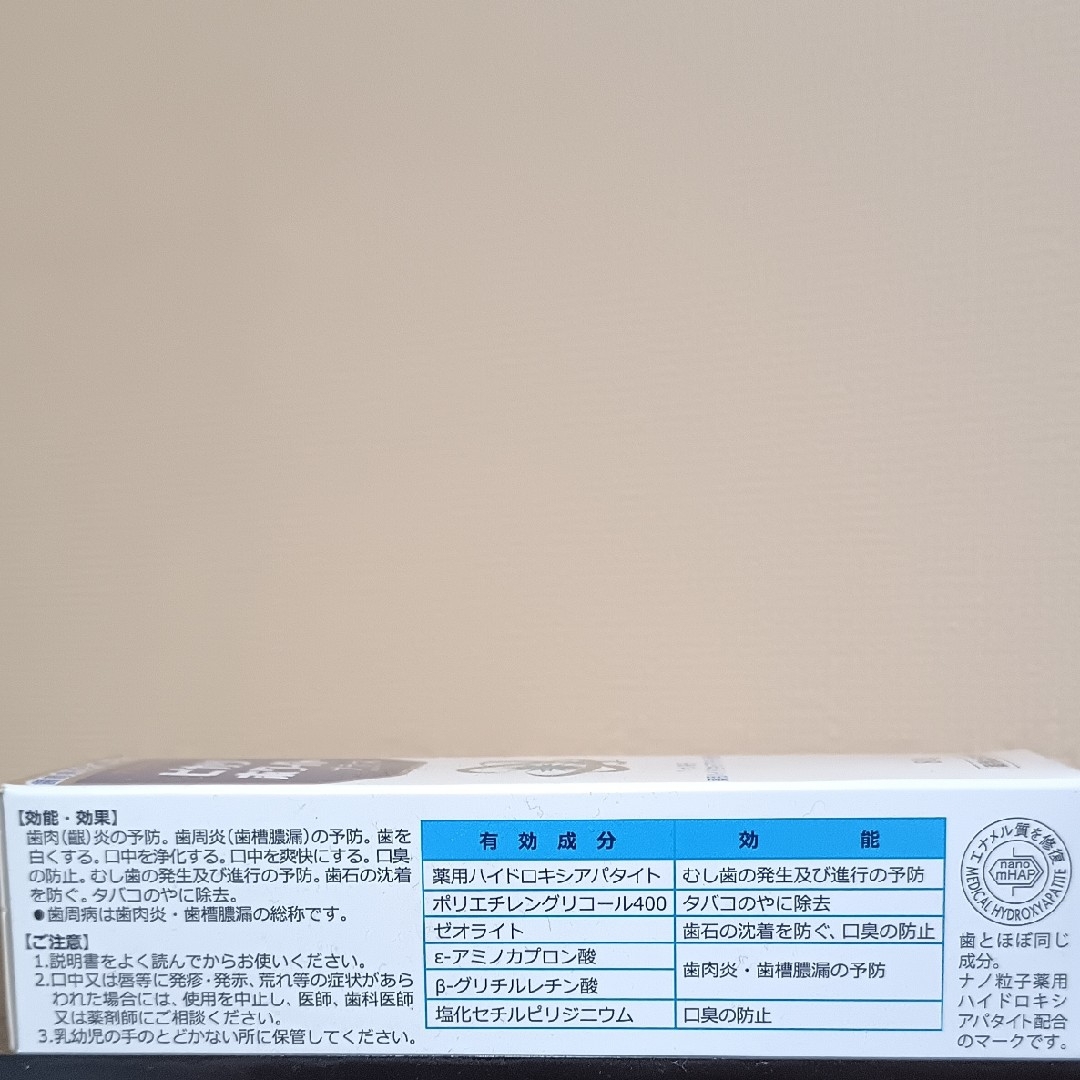 【効能・効果】
歯肉(齦)炎の予防。歯周炎(歯槽膿漏)の予防。歯を
白くする。口中を浄化する。口中を爽快にする。口臭
の防止。むし歯の発生及び進行の予防。歯石の沈着
を防ぐ。タバコのやに除去。
●歯周病は歯肉炎・歯槽膿漏の総称です。
【ご注意】
1.説明書をよく読んでからお使いください。
2.口中又は唇等に発疹・発赤、荒れ等の症状があら
われた場合には、使用を中止し、医師、歯科医師
又は薬剤師にご相談ください。
3.乳幼児の手のとどかない所に保管してください。
有効成分 効能
薬用ハイドロキシアパタイト むし歯の発生及び進行の予防
ポリエチレングリコール400 タバコのやに除去
ゼオライト 歯石の沈着を防ぐ、口臭の防止
ε-アミノカプロン酸
歯肉炎・歯槽膿漏の予防
β-グリチルレチン酸
塩化セチルピリジニウム 口臭の防止
エナメル質を修復
nano
mHAP
MEDICAL HYDROXYAPATITE
歯とほぼ同じ
成分。
ナノ粒子薬用
ハイドロキシ
アパタイト配合
のマークです。